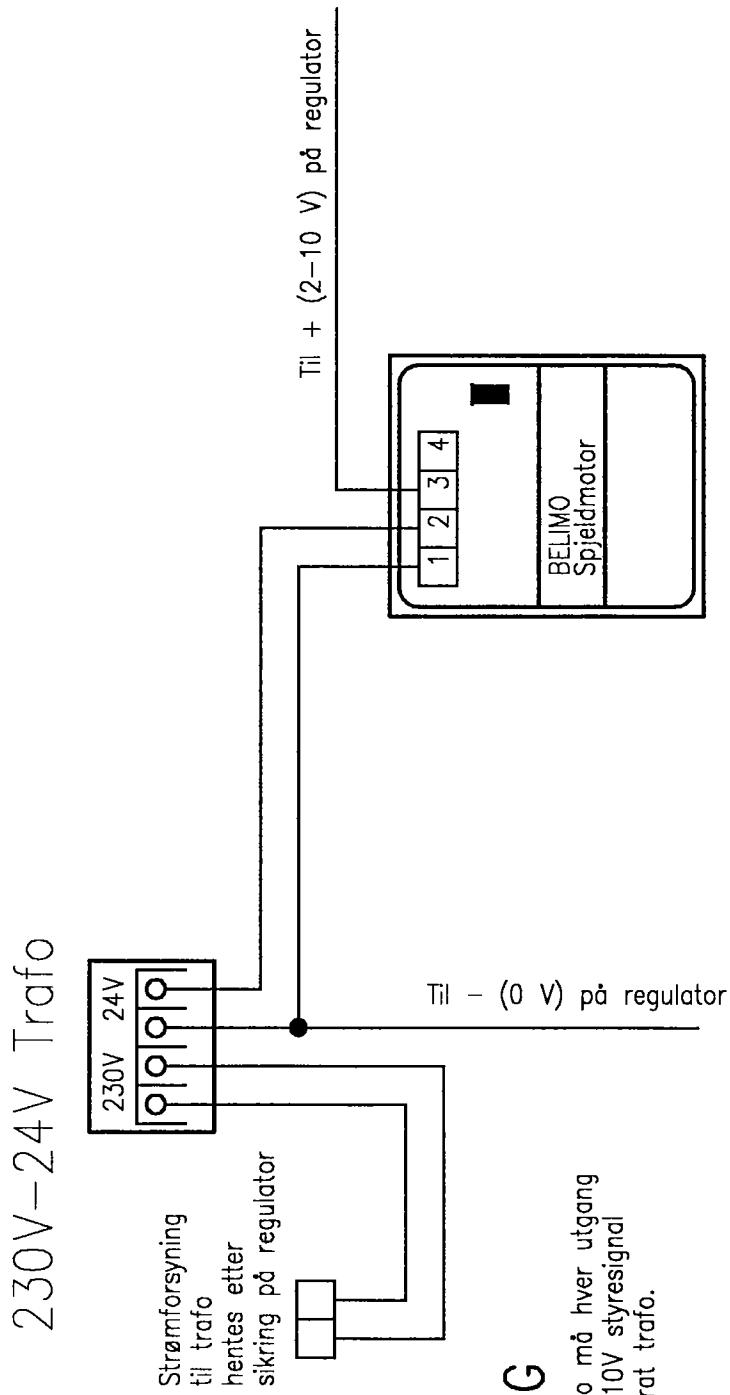 230V-24V Trafo
230V 24V
Strømforsyning
til trafo
hentes etter
sikring på regulator
Til + (2-10 V) på regulator
Til - (0 V) på regulator
1 2 3 4
BELIMO
Spjeldmotor
G
må hver utgang
10V styresignal
trafo.